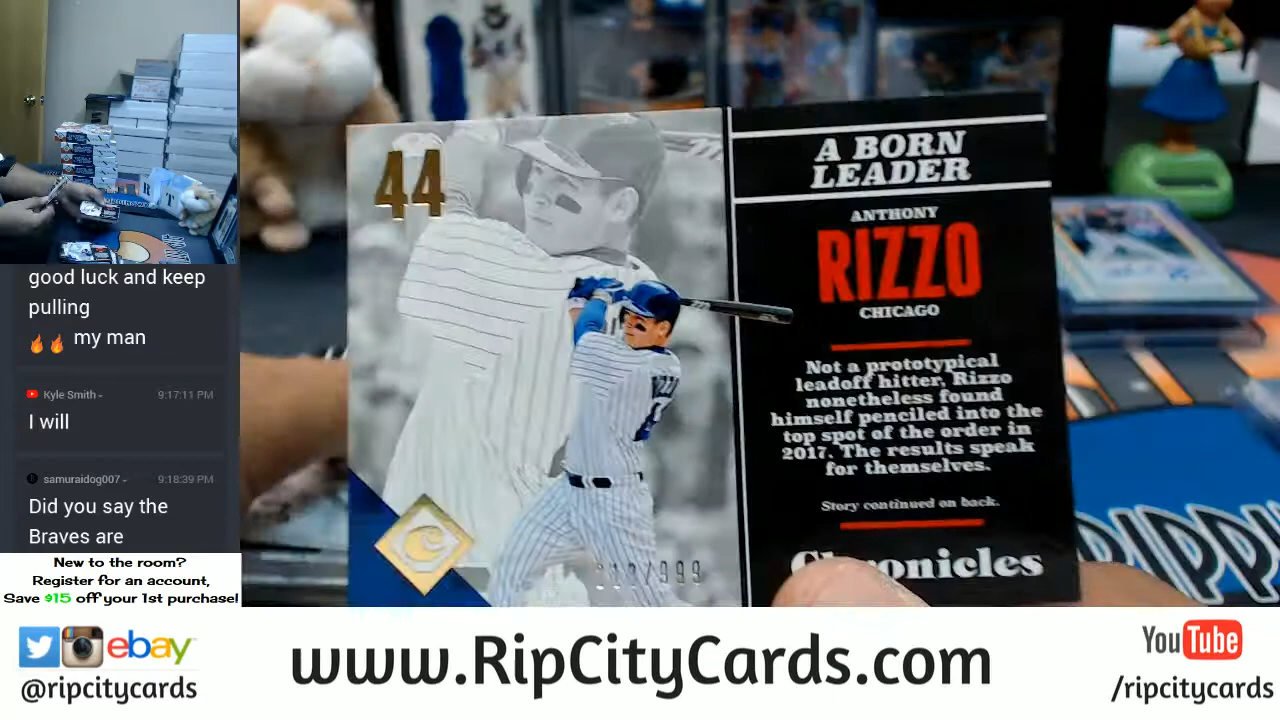 good luck and keep
pulling
🔥🔥 my man
Kyle Smith
9:17:11 PM
I will
samuraidog007
9:18:39 PM
Did you say the
Braves are
New to the room?
Register for an account,
Save $15 off your 1st purchase!
44
A BORN
LEADER
ANTHONY
RIZZO
CHICAGO
Not a prototypical
leadoff hitter, Rizzo
nonetheless found
himself penciled into the
top spot of the order in
2017. The results speak
for themselves.
Story continued on back.
Chronicles
C
/999
ebay
@ripcitycards
www.RipCityCards.com
YouTube
/ripcitycards